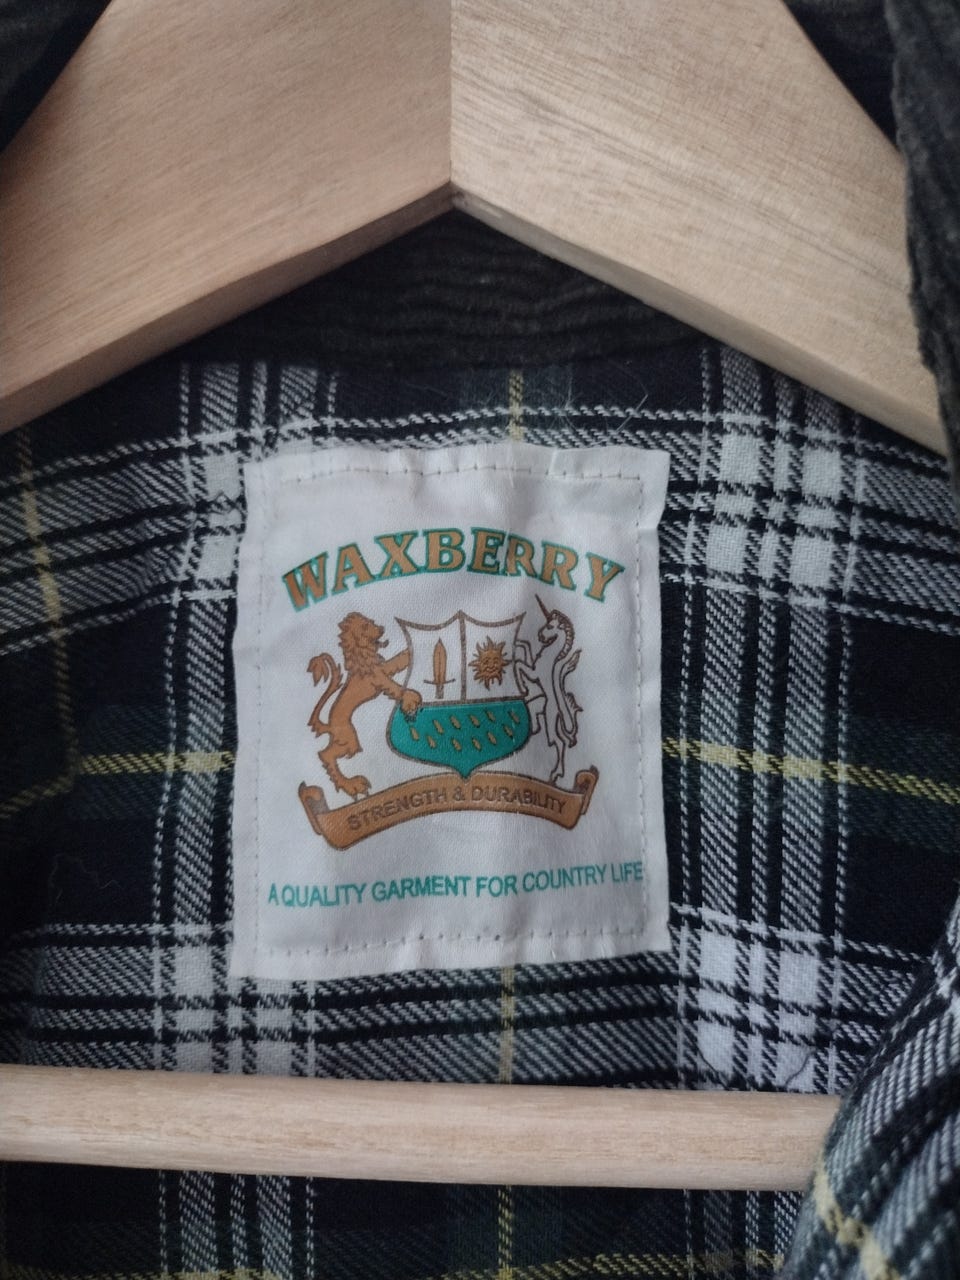 WAXBERRY
STRENGTH & DURABILITY
A QUALITY GARMENT FOR COUNTRY LIFE